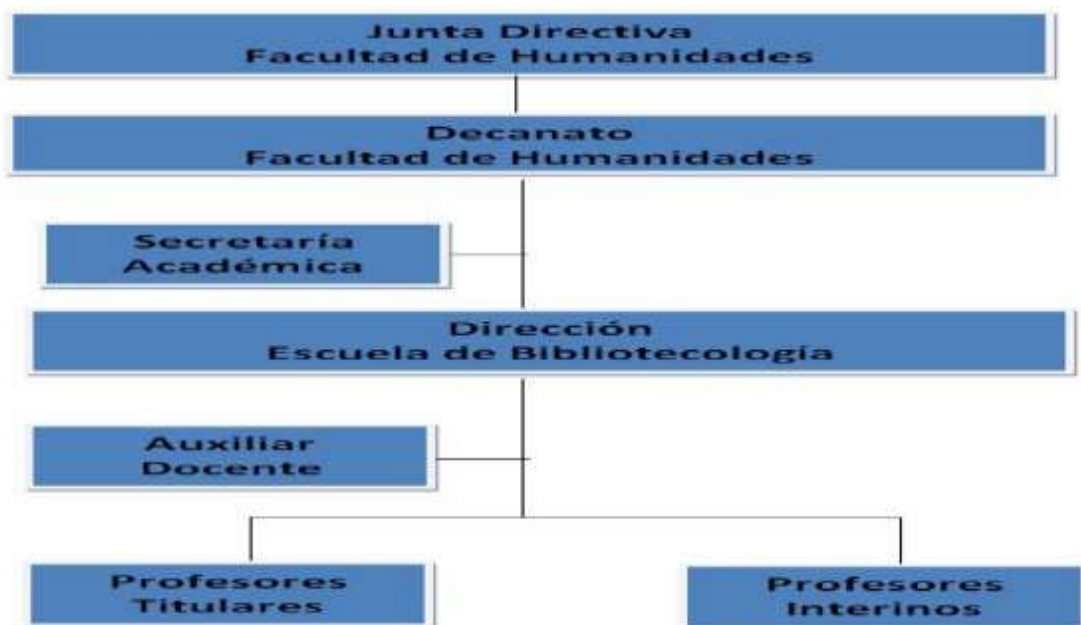 Junta Directiva
Facultad de Humanidades
Decanato
Facultad de Humanidades
Secretaría
Académica
Dirección
Escuela de Bibliotecología
Auxiliar
Docente
Profesores
Titulares
Profesores
Interinos